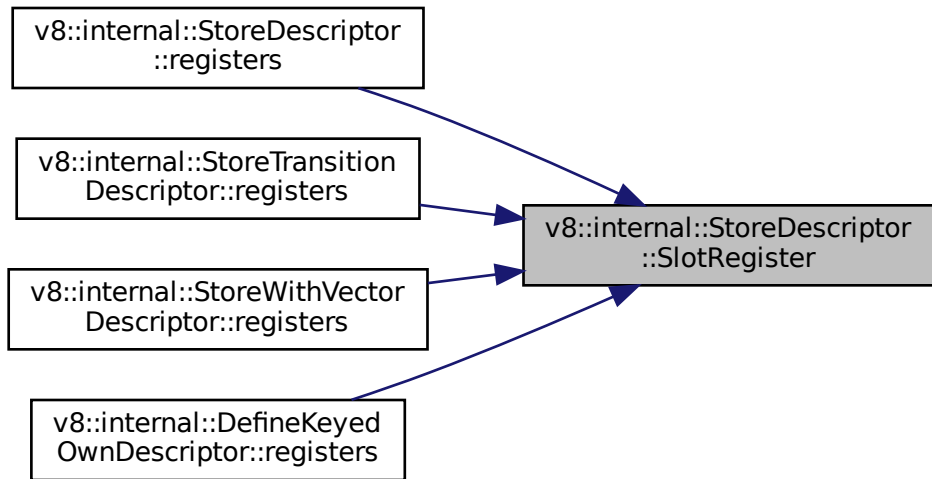 v8::internal::StoreDescriptor
::registers
v8::internal::StoreTransition
Descriptor::registers
v8::internal::StoreWithVector
Descriptor::registers
v8::internal::DefineKeyed
OwnDescriptor::registers
v8::internal::StoreDescriptor
::SlotRegister